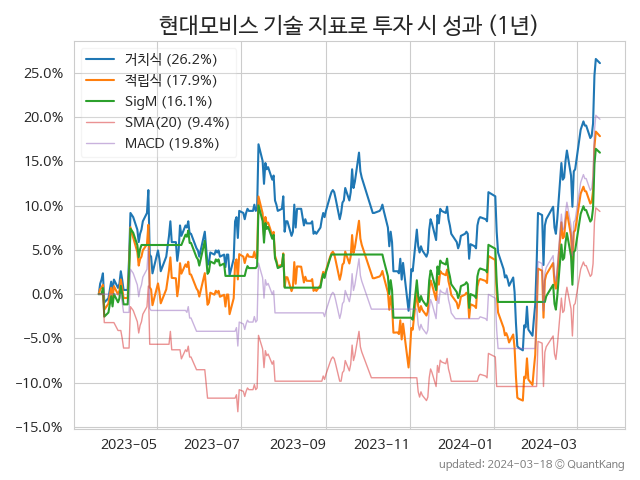 현대모비스 기술 지표로 투자 시 성과 (1년)
거치식 (26.2%)
적립식 (17.9%)
SigM (16.1%)
SMA(20) (9.4%)
MACD (19.8%)
25.0%
20.0%
15.0%
10.0%
5.0%
0.0%
−5.0%
−10.0%
−15.0%
2023-05 2023-07 2023-09 2023-11 2024-01 2024-03
updated: 2024-03-18 © QuantKang